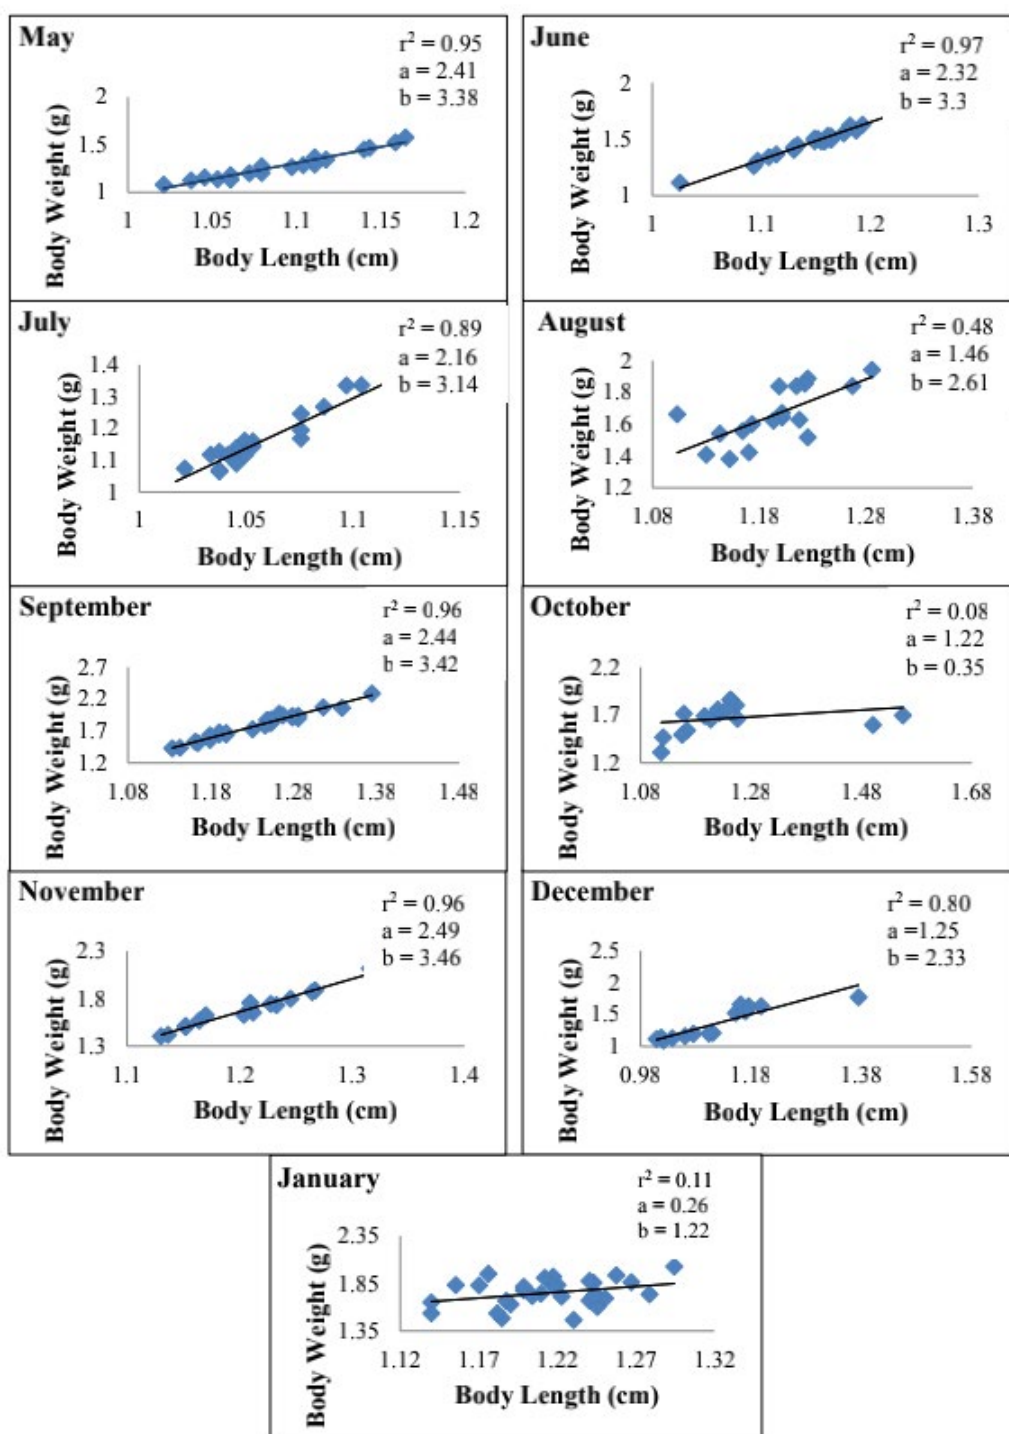 May
r² = 0.95
a = 2.41
b = 3.38
Body Weight (g)
2
1.5
1
1 1.05 1.1 1.15 1.2
Body Length (cm)
June
r² = 0.97
a = 2.32
b = 3.3
Body Weight (g)
2
1.5
1
1 1.1 1.2 1.3
Body Length (cm)
July
r² = 0.89
a = 2.16
b = 3.14
Body Weight (g)
1.4
1.3
1.2
1.1
1
1 1.05 1.1 1.15
Body Length (cm)
August
r² = 0.48
a = 1.46
b = 2.61
Body Weight (g)
2
1.8
1.6
1.4
1.2
1.08 1.18 1.28 1.38
Body Length (cm)
September
r² = 0.96
a = 2.44
b = 3.42
Body Weight (g)
2.7
2.2
1.7
1.2
1.08 1.18 1.28 1.38 1.48
Body Length (cm)
October
r² = 0.08
a = 1.22
b = 0.35
Body Weight (g)
2.2
1.7
1.2
1.08 1.28 1.48 1.68
Body Length (cm)
November
r² = 0.96
a = 2.49
b = 3.46
Body Weight (g)
2.3
1.8
1.3
1.1 1.2 1.3 1.4
Body Length (cm)
December
r² = 0.80
a =1.25
b = 2.33
Body Weight (g)
2.5
2
1.5
1
0.98 1.18 1.38 1.58
Body Length (cm)
January
r² = 0.11
a = 0.26
b = 1.22
Body Weight (g)
2.35
1.85
1.35
1.12 1.17 1.22 1.27 1.32
Body Length (cm)